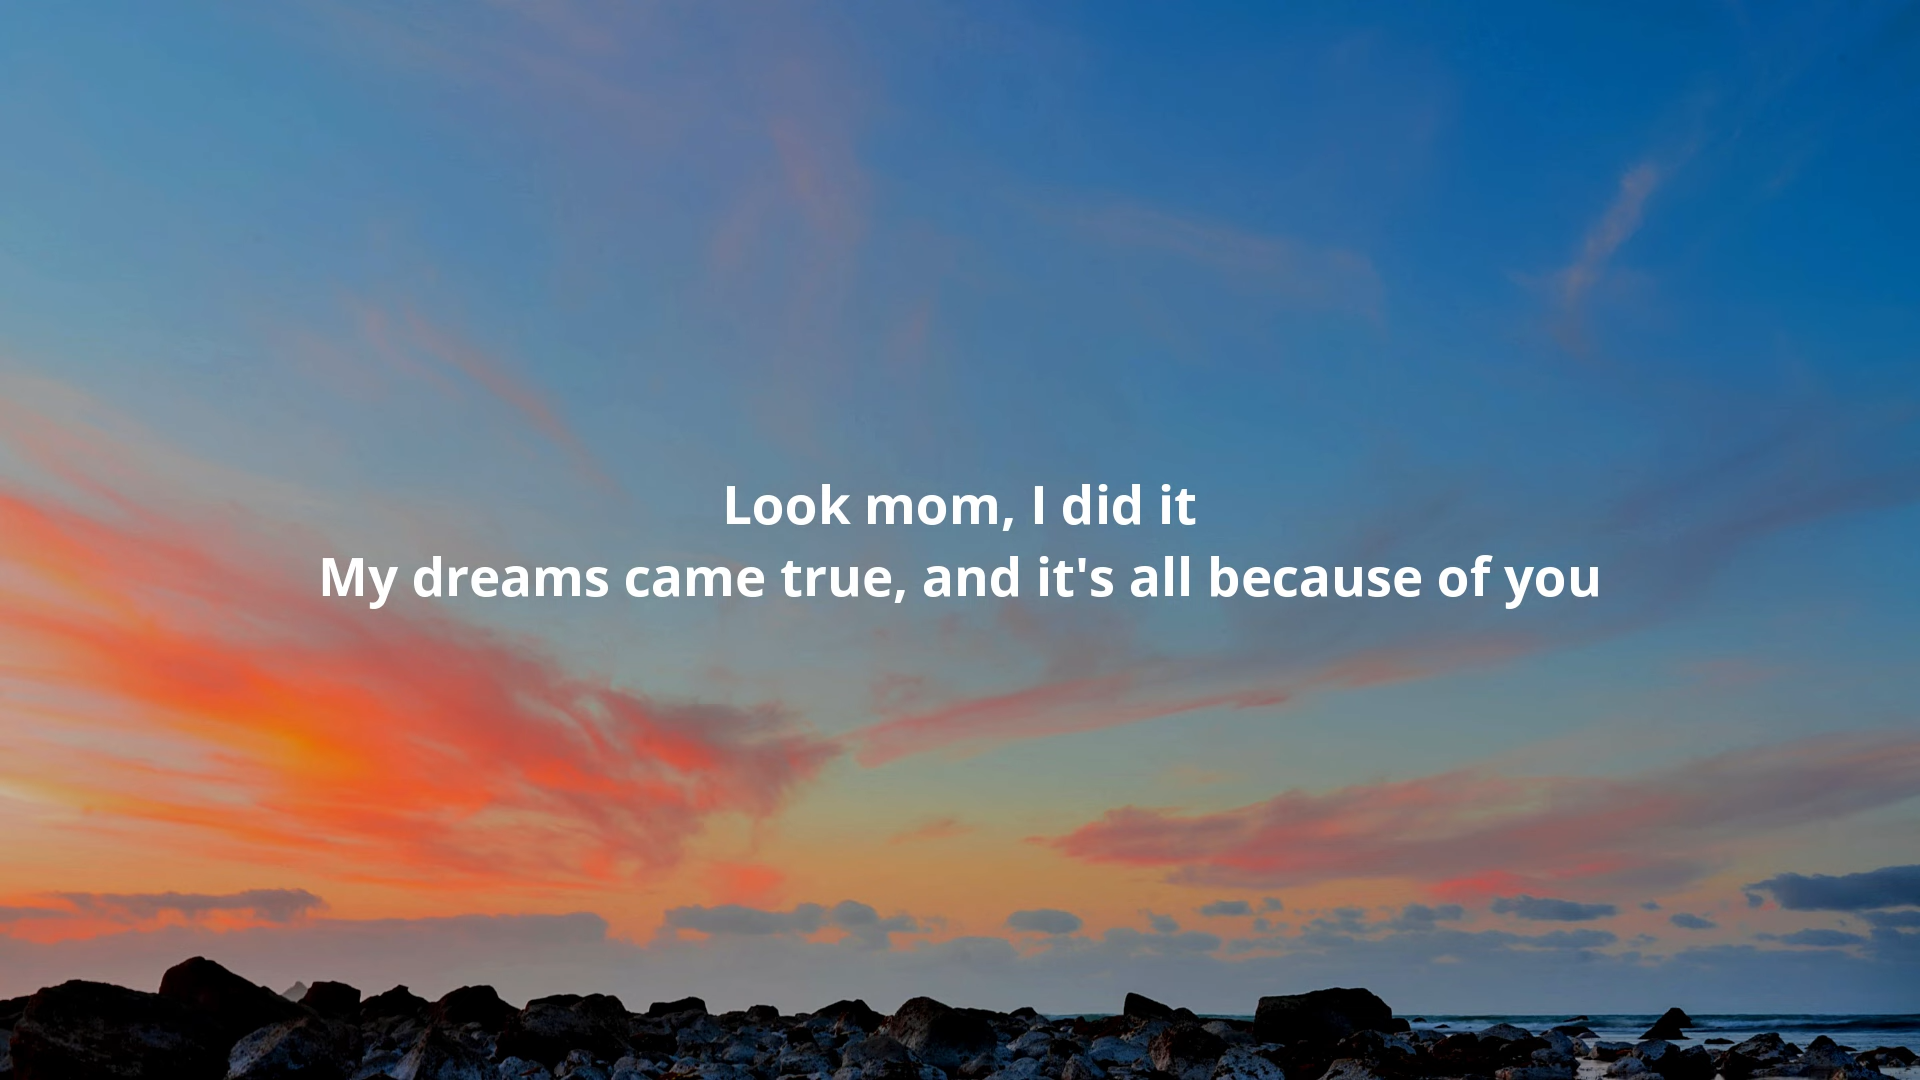 Look mom, I did it
My dreams came true, and it's all because of you